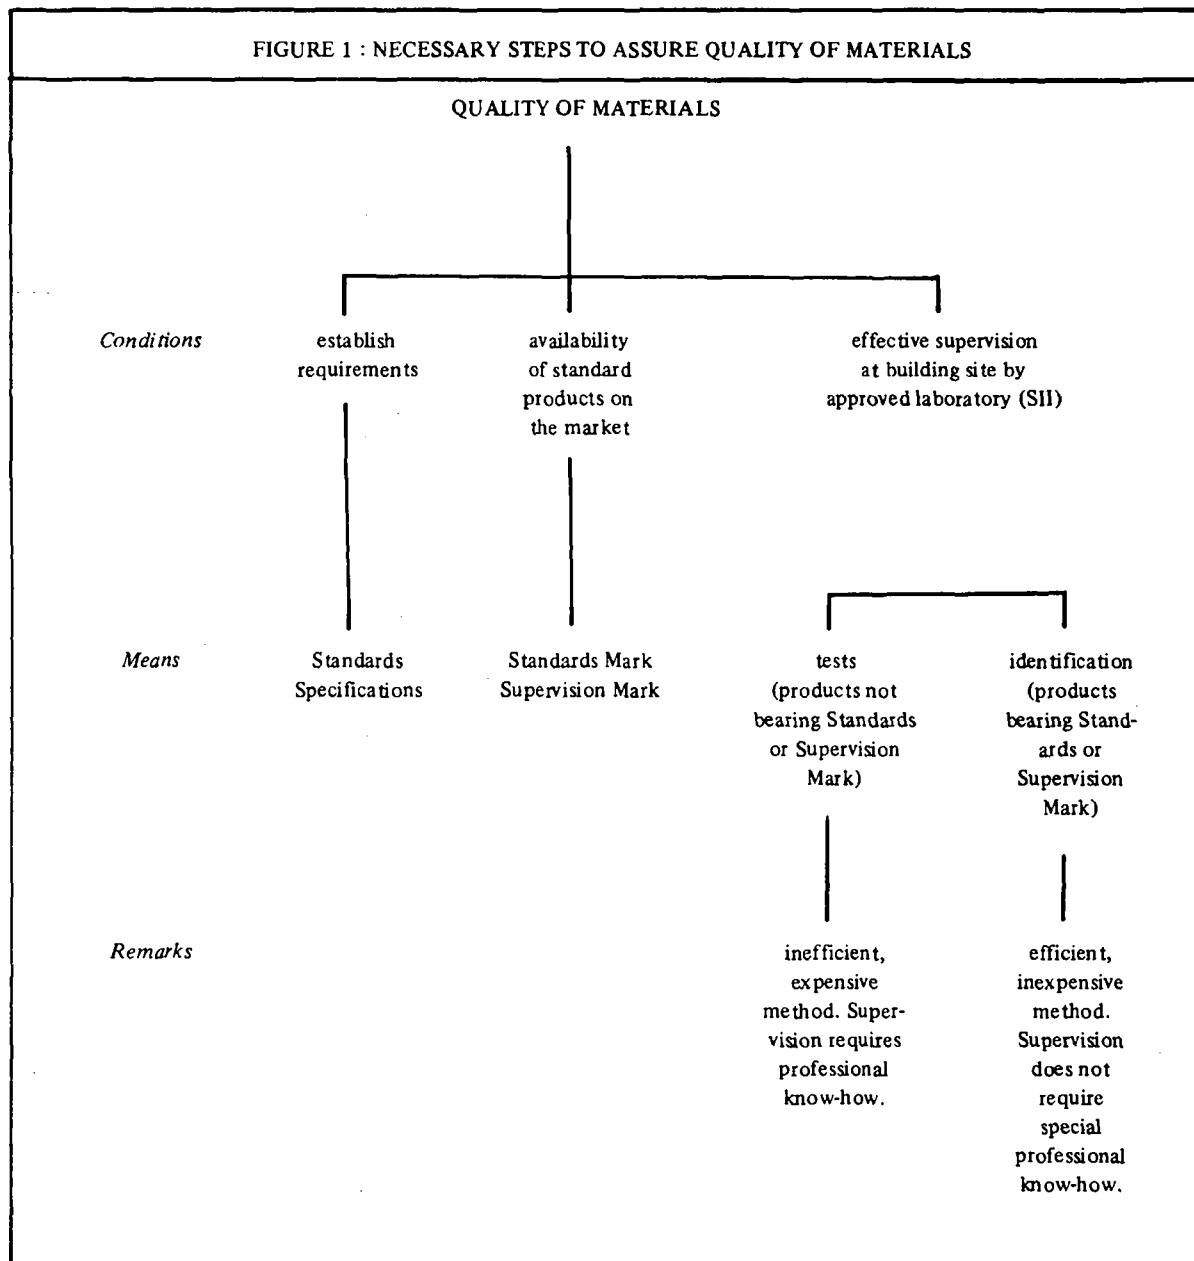 FIGURE 1 : NECESSARY STEPS TO ASSURE QUALITY OF MATERIALS
QUALITY OF MATERIALS
Conditions
establish
requirements
availability
of standard
products on
the market
effective supervision
at building site by
approved laboratory (SII)
Means
Standards
Specifications
Standards Mark
Supervision Mark
tests
(products not
bearing Standards
or Supervision
Mark)
identification
(products
bearing Stand-
ards or
Supervision
Mark)
Remarks
inefficient,
expensive
method. Super-
vision requires
professional
know-how.
efficient,
inexpensive
method.
Supervision
does not
require
special
professional
know-how.